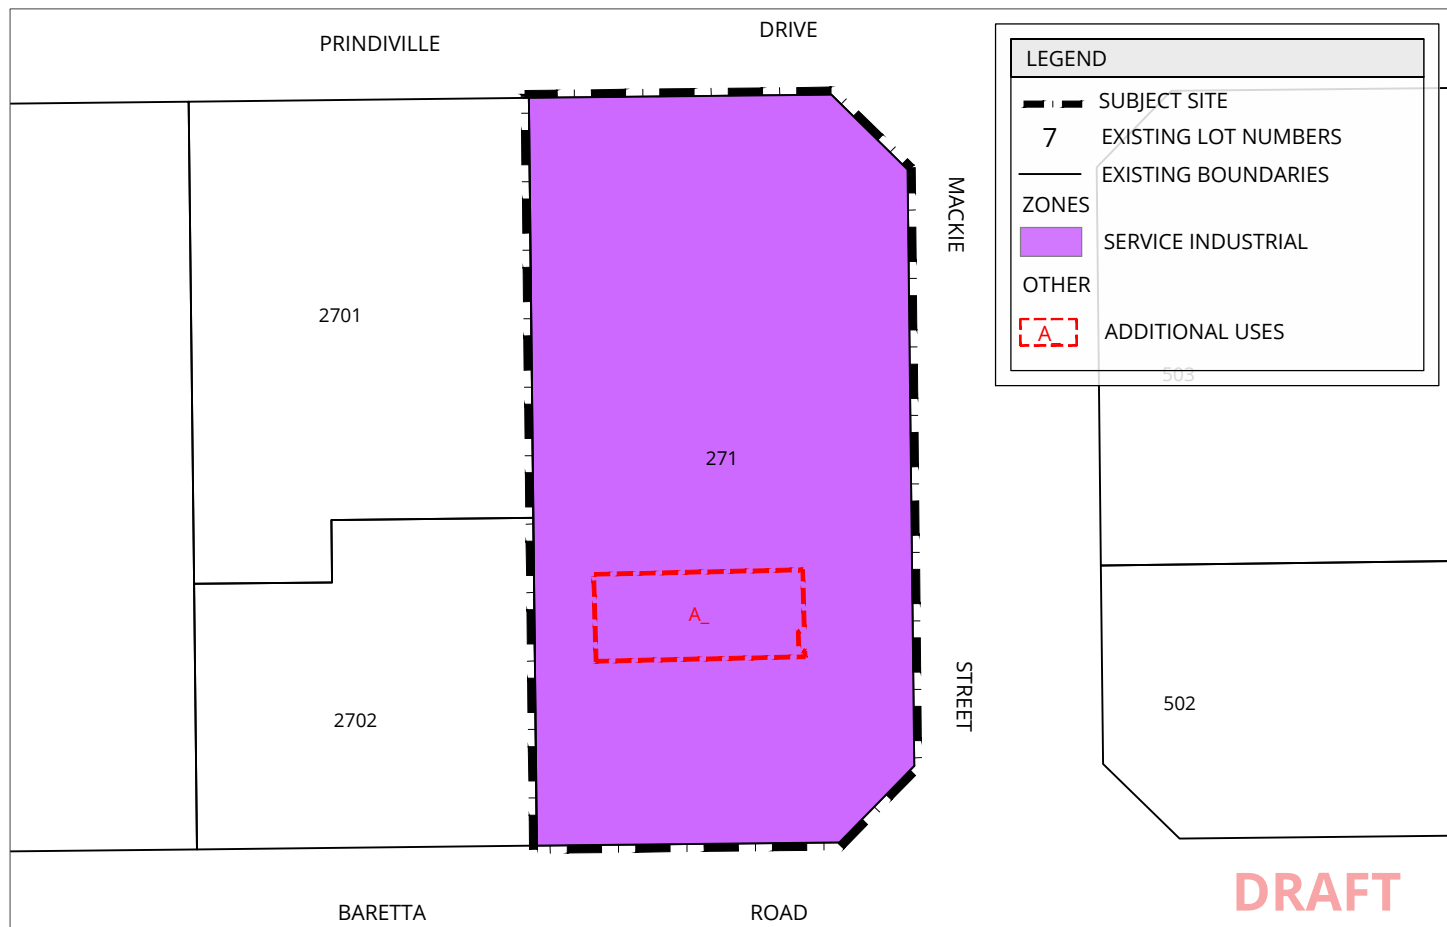 PRINDIVILLE
DRIVE
LEGEND
SUBJECT SITE
7 EXISTING LOT NUMBERS
EXISTING BOUNDARIES
ZONES
SERVICE INDUSTRIAL
OTHER
A_ ADDITIONAL USES
503
MACKIE
2701
271
A_
STREET
2702
502
DRAFT
BARETTA
ROAD